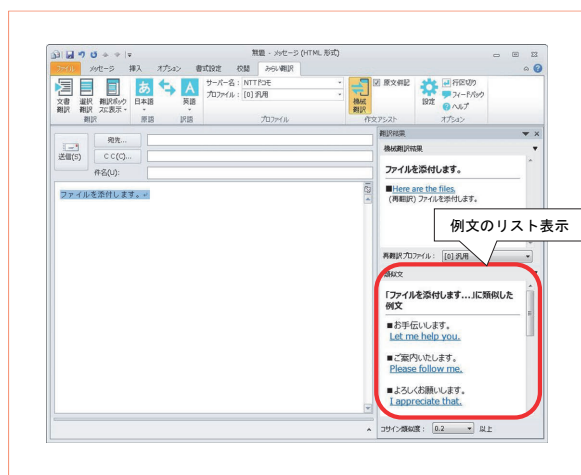 無題 - メッセージ (HTML 形式)
ファイル メッセージ 挿入 オプション 書式設定 校閲 みらい翻訳
文書翻訳 選択翻訳 翻訳ボックスに表示
翻訳
あ 日本語
原語
A 英語
訳語
サーバー名： NTTドコモ
プロファイル： [0] 汎用
プロファイル
機械翻訳
原文併記
作文アシスト
設定
行区切り
フィードバック
ヘルプ
オプション
送信(S)
宛先...
C C(C)...
件名(U):
ファイルを添付します。
翻訳結果
機械翻訳結果
ファイルを添付します。
■Here are the files.
(再翻訳) ファイルを添付します。
例文のリスト表示
再翻訳プロファイル： [0] 汎用
類似文
「ファイルを添付します...」に類似した
例文
■お手伝いします。
Let me help you.
■ご案内いたします。
Please follow me.
■よろしくお願いします。
I appreciate that.
コサイン類似度： 0.2 以上